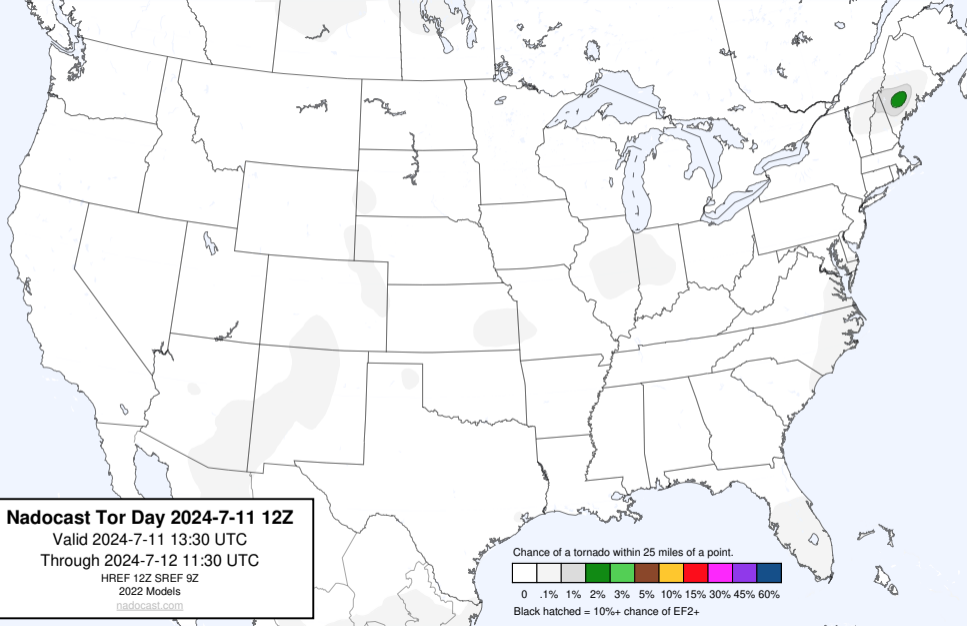 Nadocast Tor Day 2024-7-11 12Z
Valid 2024-7-11 13:30 UTC
Through 2024-7-12 11:30 UTC
HREF 12Z SREF 9Z
2022 Models
nadocast.com
Chance of a tornado within 25 miles of a point.
0 .1% 1% 2% 3% 5% 10% 15% 30% 45% 60%
Black hatched = 10%+ chance of EF2+